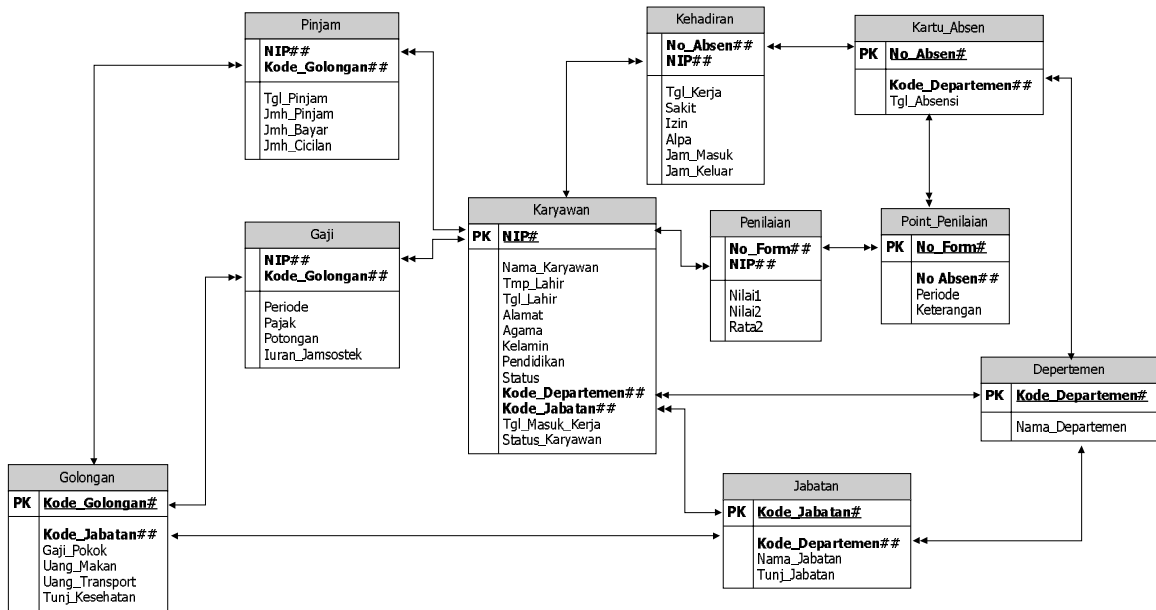 Pinjam
NIP##
Kode_Golongan##
Tgl_Pinjam
Jmh_Pinjam
Jmh_Bayar
Jmh_Cicilan
Kehadiran
No_Absen##
NIP##
Tgl_Kerja
Sakit
Izin
Alpa
Jam_Masuk
Jam_Keluar
Kartu_Absen
PK No_Absen#
Kode_Departemen##
Tgl_Absensi
Gaji
NIP##
Kode_Golongan##
Periode
Pajak
Potongan
Iuran_Jamsostek
Karyawan
PK NIP#
Nama_Karyawan
Tmp_Lahir
Tgl_Lahir
Alamat
Agama
Kelamin
Pendidikan
Status
Kode_Departemen##
Kode_Jabatan##
Tgl_Masuk_Kerja
Status_Karyawan
Penilaian
No_Form##
NIP##
Nilai1
Nilai2
Rata2
Point_Penilaian
PK No_Form#
No Absen##
Periode
Keterangan
Depertemen
PK Kode_Departemen#
Nama_Departemen
Golongan
PK Kode_Golongan#
Kode_Jabatan##
Gaji_Pokok
Uang_Makan
Uang_Transport
Tunj_Kesehatan
Jabatan
PK Kode_Jabatan#
Kode_Departemen##
Nama_Jabatan
Tunj_Jabatan